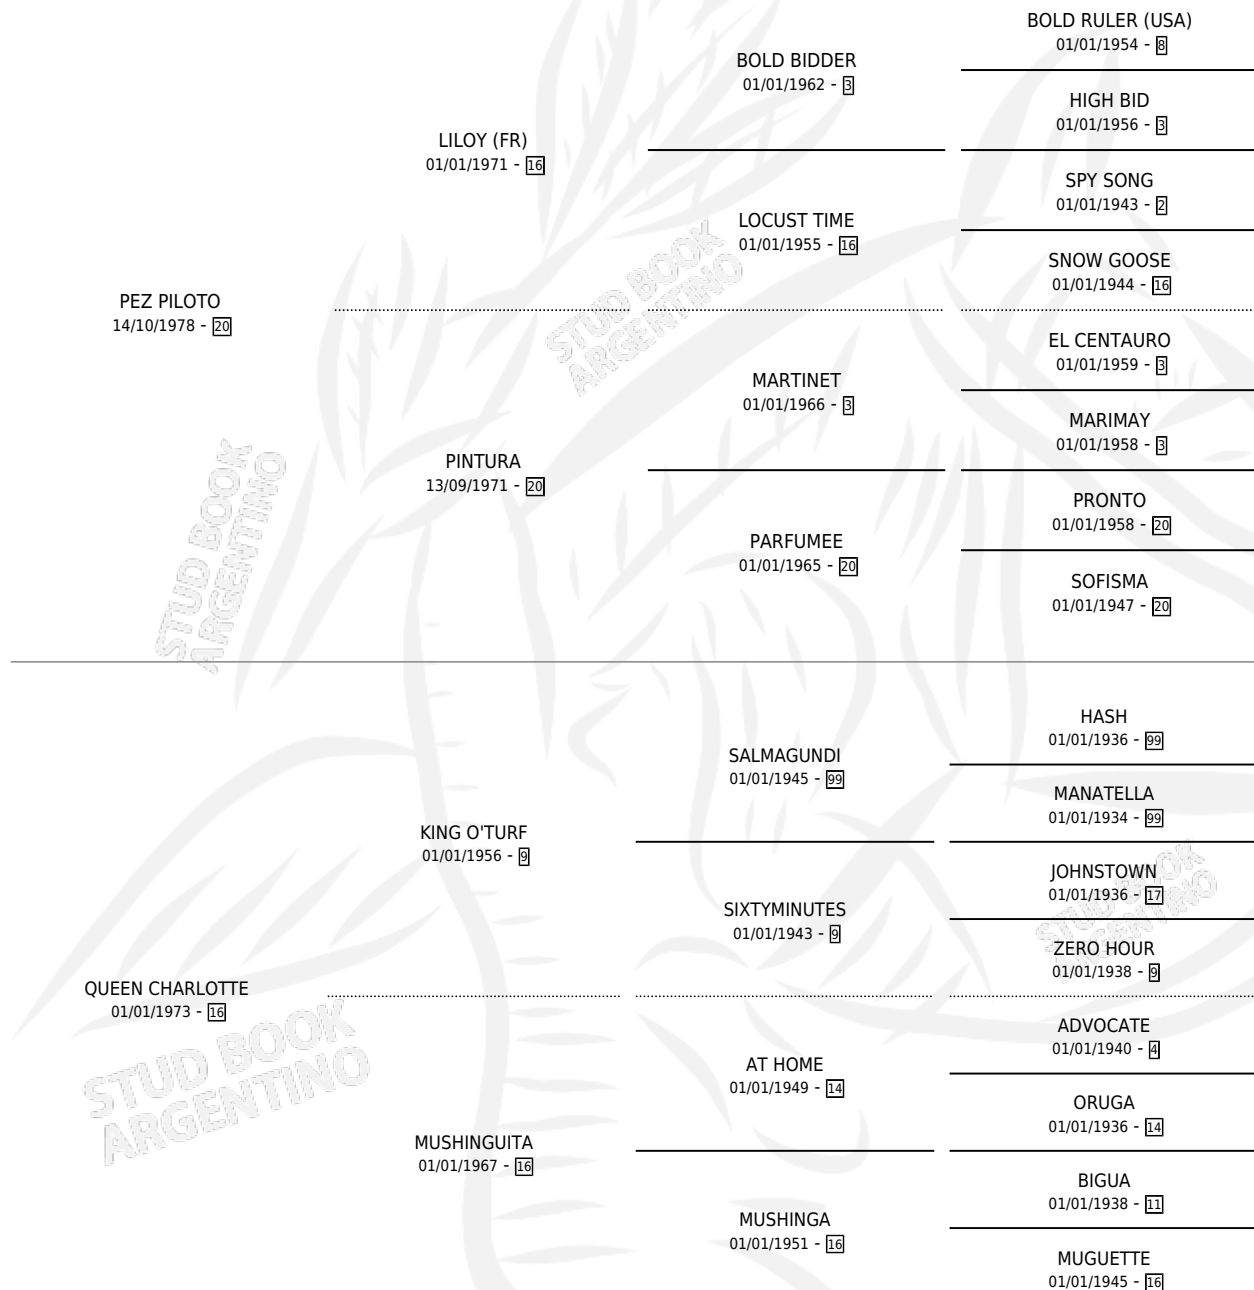 BOLD RULER (USA)
01/01/1954 - 8
BOLD BIDDER
01/01/1962 - 3
HIGH BID
01/01/1956 - 3
LILOY (FR)
01/01/1971 - 16
SPY SONG
01/01/1943 - 2
LOCUST TIME
01/01/1955 - 16
SNOW GOOSE
01/01/1944 - 16
PEZ PILOTO
14/10/1978 - 20
STUD BOOK
ARGENTINO
EL CENTAURO
01/01/1959 - 3
MARTINET
01/01/1966 - 3
MARIMAY
01/01/1958 - 3
PINTURA
13/09/1971 - 20
PRONTO
01/01/1958 - 20
PARFUMEE
01/01/1965 - 20
SOFISMA
01/01/1947 - 20
STUD BOOK
ARGENTINO
HASH
01/01/1936 - 99
SALMAGUNDI
01/01/1945 - 99
MANATELLA
01/01/1934 - 99
KING O'TURF
01/01/1956 - 9
JOHNSTOWN
01/01/1936 - 17
STUD BOOK
ARGENTINO
SIXTYMINUTES
01/01/1943 - 9
ZERO HOUR
01/01/1938 - 9
QUEEN CHARLOTTE
01/01/1973 - 16
STUD BOOK
ARGENTINO
ADVOCATE
01/01/1940 - 4
AT HOME
01/01/1949 - 14
ORUGA
01/01/1936 - 14
MUSHINGUITA
01/01/1967 - 16
BIGUA
01/01/1938 - 11
MUSHINGA
01/01/1951 - 16
MUGUETTE
01/01/1945 - 16